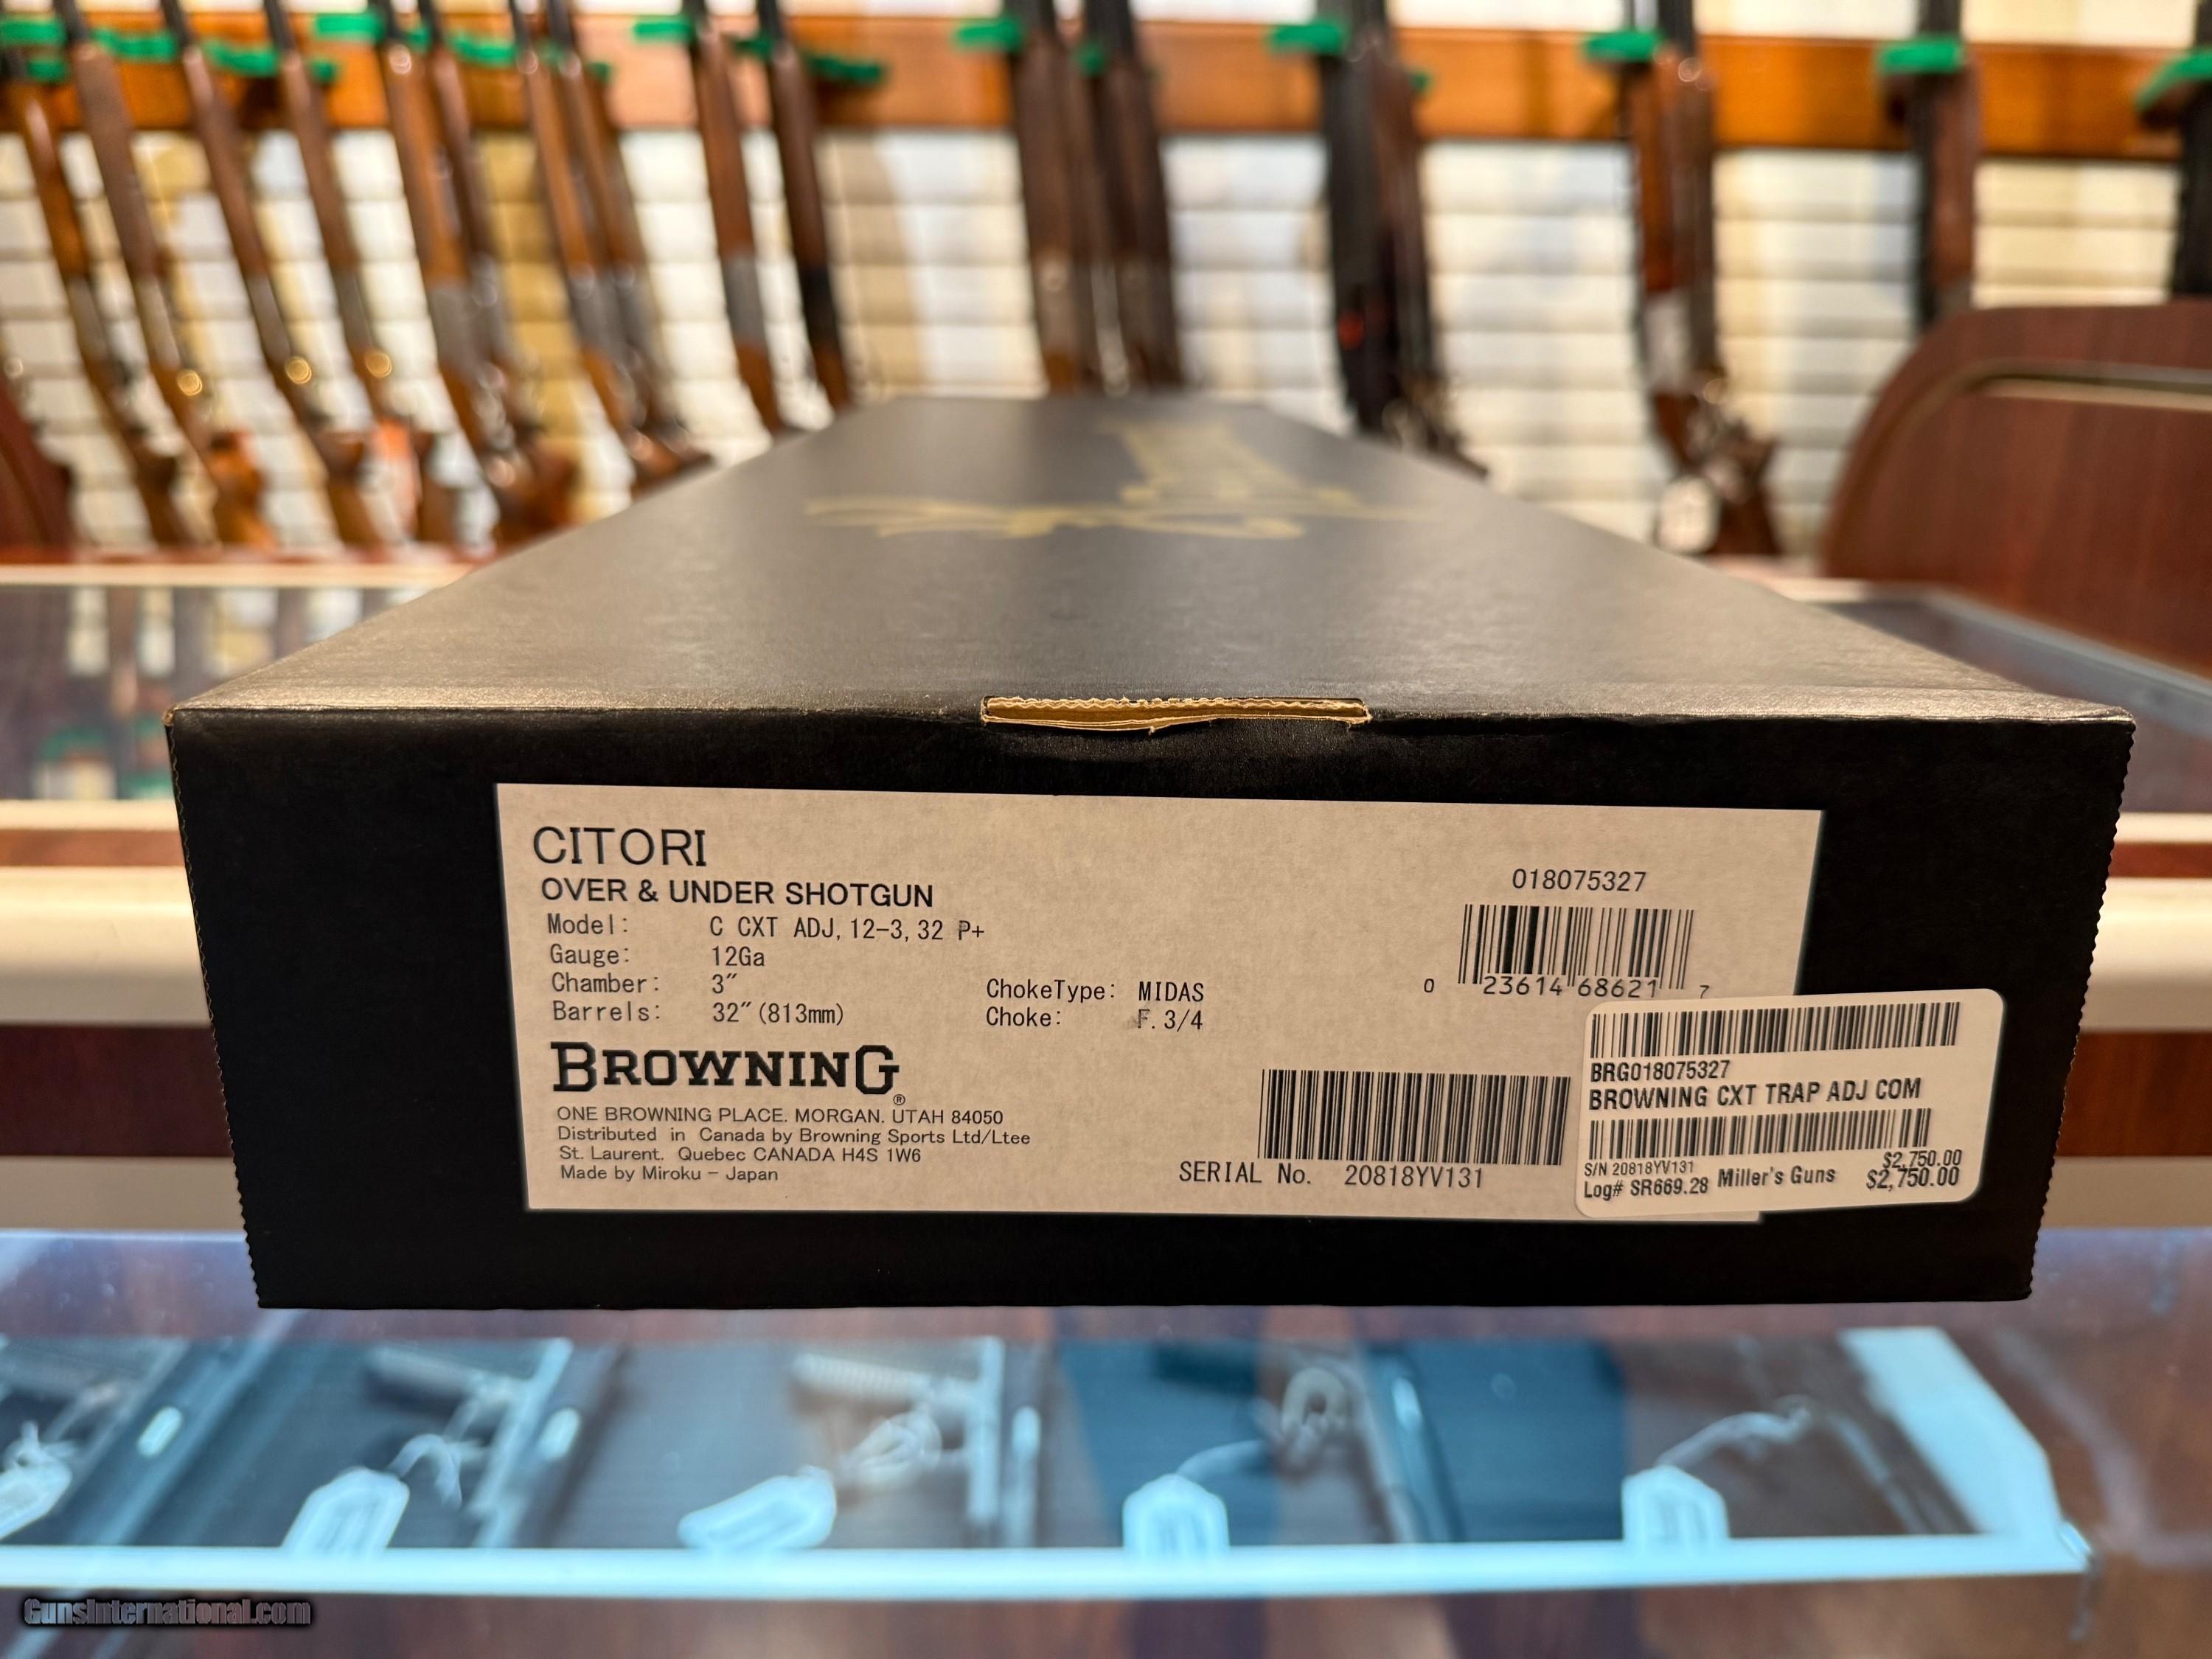 CITORI
OVER & UNDER SHOTGUN
Model: C CXT ADJ, 12-3, 32 P+
Gauge: 12Ga
Chamber: 3"
Barrels: 32"(813mm)
ChokeType: MIDAS
Choke: F. 3/4
BROWNING®
ONE BROWNING PLACE. MORGAN. UTAH 84050
Distributed in Canada by Browning Sports Ltd/Ltee
St. Laurent. Quebec CANADA H4S 1W6
Made by Miroku - Japan
018075327
0 23614 68621 7
SERIAL No. 20818YV131
BRG018075327
BROWNING CXT TRAP ADJ COM
S/N 20818YV131 $2,750.00
Log# SR669.28 Miller's Guns $2,750.00
GunsInternational.com